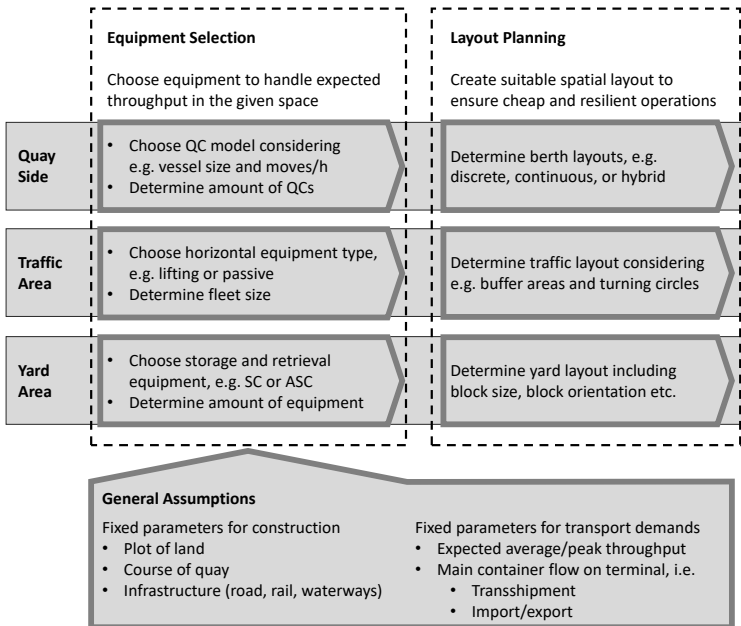 Equipment Selection
Choose equipment to handle expected
throughput in the given space
Layout Planning
Create suitable spatial layout to
ensure cheap and resilient operations
Quay
Side
• Choose QC model considering
e.g. vessel size and moves/h
• Determine amount of QCs
Determine berth layouts, e.g.
discrete, continuous, or hybrid
Traffic
Area
• Choose horizontal equipment type,
e.g. lifting or passive
• Determine fleet size
Determine traffic layout considering
e.g. buffer areas and turning circles
Yard
Area
• Choose storage and retrieval
equipment, e.g. SC or ASC
• Determine amount of equipment
Determine yard layout including
block size, block orientation etc.
General Assumptions
Fixed parameters for construction
• Plot of land
• Course of quay
• Infrastructure (road, rail, waterways)
Fixed parameters for transport demands
• Expected average/peak throughput
• Main container flow on terminal, i.e.
• Transshipment
• Import/export